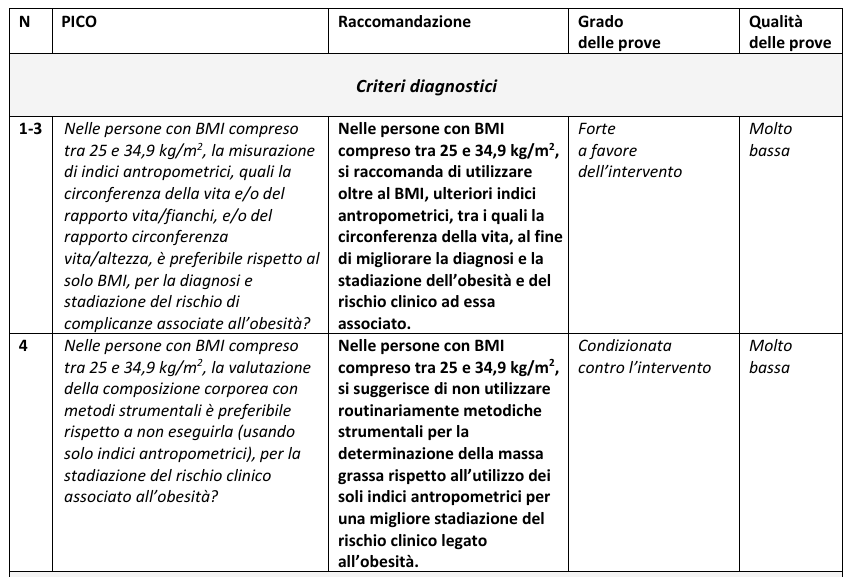 N
PICO
Raccomandazione
Grado
delle prove
Qualità
delle prove
Criteri diagnostici
1-3
Nelle persone con BMI compreso
tra 25 e 34,9 kg/m², la misurazione
di indici antropometrici, quali la
circonferenza della vita e/o del
rapporto vita/fianchi, e/o del
rapporto circonferenza
vita/altezza, è preferibile rispetto al
solo BMI, per la diagnosi e
stadiazione del rischio di
complicanze associate all’obesità?
Nelle persone con BMI
compreso tra 25 e 34,9 kg/m²,
si raccomanda di utilizzare
oltre al BMI, ulteriori indici
antropometrici, tra i quali la
circonferenza della vita, al fine
di migliorare la diagnosi e la
stadiazione dell’obesità e del
rischio clinico ad essa
associato.
Forte
a favore
dell’intervento
Molto
bassa
4
Nelle persone con BMI compreso
tra 25 e 34,9 kg/m², la valutazione
della composizione corporea con
metodi strumentali è preferibile
rispetto a non eseguirla (usando
solo indici antropometrici), per la
stadiazione del rischio clinico
associato all’obesità?
Nelle persone con BMI
compreso tra 25 e 34,9 kg/m²,
si suggerisce di non utilizzare
routinariamente metodiche
strumentali per la
determinazione della massa
grassa rispetto all’utilizzo dei
soli indici antropometrici per
una migliore stadiazione del
rischio clinico legato
all’obesità.
Condizionata
contro l’intervento
Molto
bassa